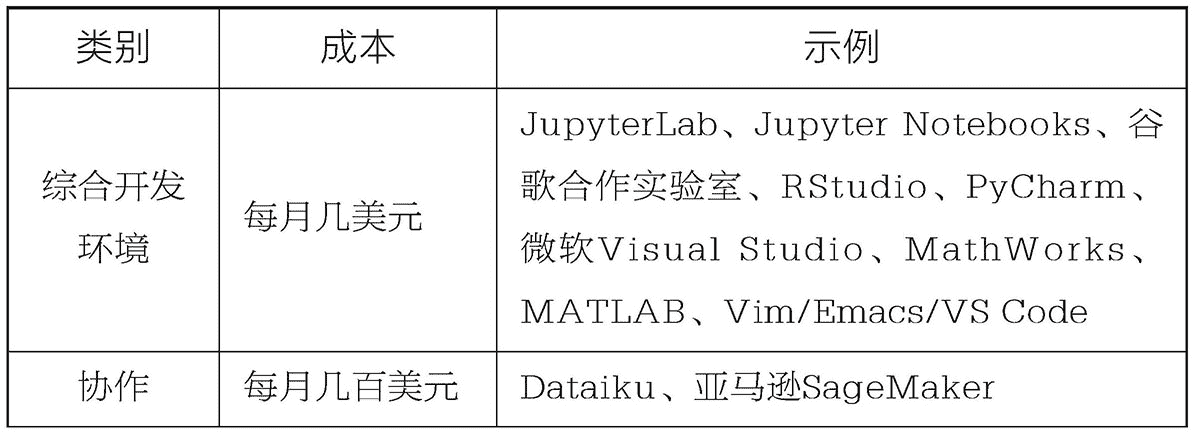 类别 成本 示例
综合开发
环境
每月几美元
JupyterLab、Jupyter Notebooks、谷
歌合作实验室、RStudio、PyCharm、
微软Visual Studio、MathWorks、
MATLAB、Vim/Emacs/VS Code
协作 每月几百美元 Dataiku、亚马逊SageMaker